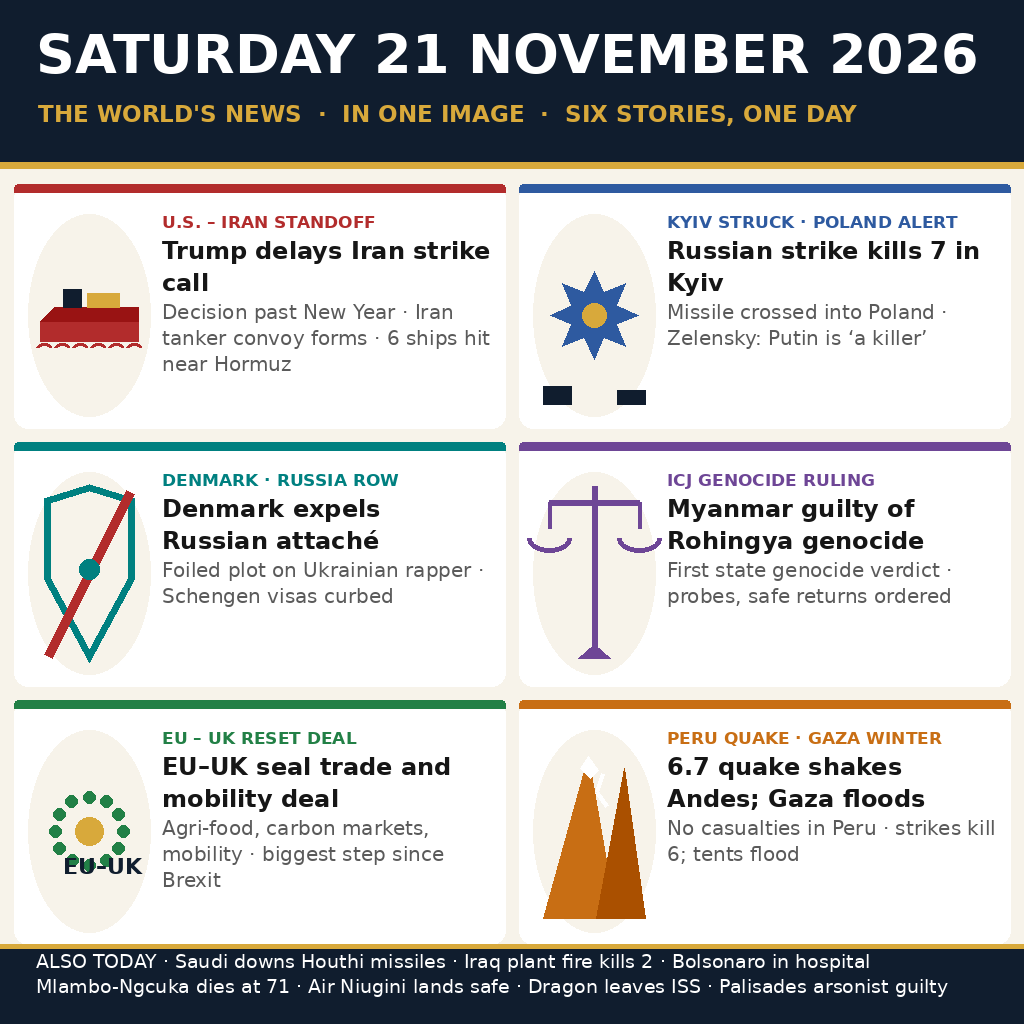 SATURDAY 21 NOVEMBER 2026
THE WORLD'S NEWS · IN ONE IMAGE · SIX STORIES, ONE DAY
U.S. – IRAN STANDOFF
Trump delays Iran strike
call
Decision past New Year · Iran
tanker convoy forms · 6 ships hit
near Hormuz
KYIV STRUCK · POLAND ALERT
Russian strike kills 7 in
Kyiv
Missile crossed into Poland ·
Zelensky: Putin is ‘a killer’
DENMARK · RUSSIA ROW
Denmark expels
Russian attaché
Foiled plot on Ukrainian rapper ·
Schengen visas curbed
ICJ GENOCIDE RULING
Myanmar guilty of
Rohingya genocide
First state genocide verdict ·
probes, safe returns ordered
EU – UK RESET DEAL
EU–UK seal trade and
mobility deal
Agri-food, carbon markets,
mobility · biggest step since
Brexit
EU–UK
PERU QUAKE · GAZA WINTER
6.7 quake shakes
Andes; Gaza floods
No casualties in Peru · strikes kill
6; tents flood
ALSO TODAY · Saudi downs Houthi missiles · Iraq plant fire kills 2 · Bolsonaro in hospital
Mlambo-Ngcuka dies at 71 · Air Niugini lands safe · Dragon leaves ISS · Palisades arsonist guilty